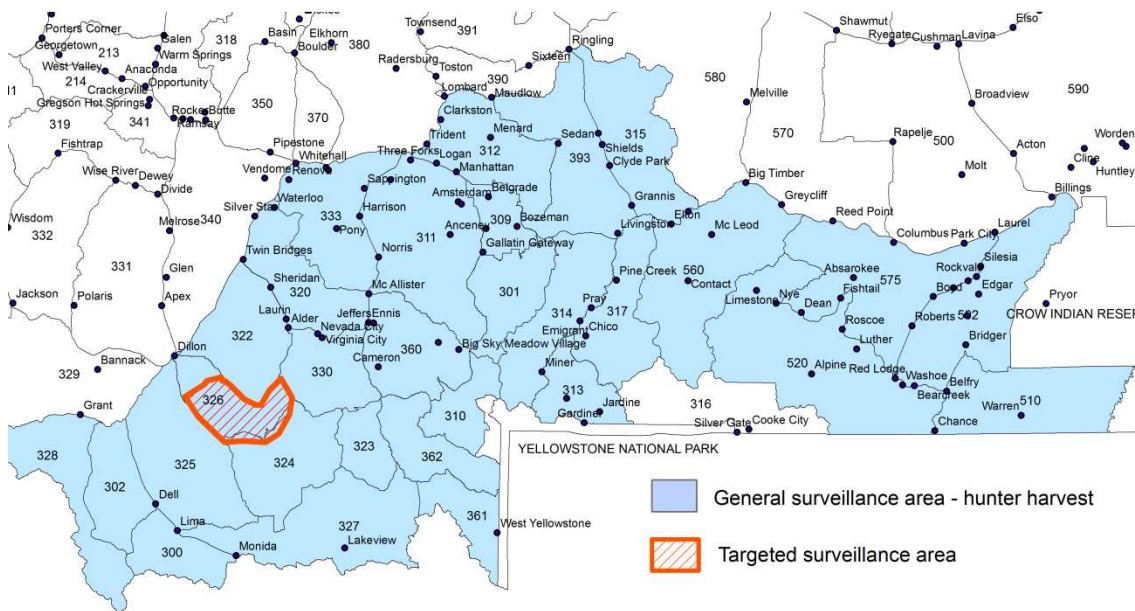 Porters Corner
Georgetown
213
Galen
318
Basin
Elkhorn
380
Townsend
391
Ringling
Shawmut
Ryegate
Cushman
Lavina
West Valley
Warm Springs
Boulder
Radersburg
Toston
Sixteen
580
214
Anaconda
Opportunity
Crackerville
Gregson Hot Springs
341
Rocker
Butte
Ramsay
350
370
Lombard
390
Maudlow
Melville
570
Broadview
590
319
Fishtrap
Pipestone
Clarkston
Trident
Menard
312
Sedan
315
Shields
Rapelje
500
Acton
Worden
Cline
Huntley
Wise River
Dewey
Divide
Vendome
Whitehall
Renova
Three Forks
Logan
Manhattan
393
Clyde Park
Molt
Big Timber
Billings
Wisdom
332
340
Silver Star
Waterloo
Sappington
Amsterdam
Belgrade
Grannis
Greycliff
Melrose
333
Pony
Harrison
311
Anceney
309
Bozeman
Livingston
Elton
Mc Leod
Reed Point
Columbus
Park City
Laurel
331
Glen
Twin Bridges
Norris
Gallatin Gateway
Silesia
Jackson
Polaris
Apex
Sheridan
320
Mc Allister
301
Pine Creek
560
Contact
Absarokee
575
Rockvale
Limestone
Nye
Fishtail
Dean
Boyd
Edgar
Pryor
CROW INDIAN RESER
Laurin
Alder
Jeffers
Ennis
314
Pray
317
322
Nevada City
Virginia City
360
Emigrant
Chico
Roscoe
Roberts
Bridger
Dillon
330
Cameron
Big Sky
Meadow Village
Luther
Bannack
329
Miner
520
Alpine
Red Lodge
Washoe
Belfry
Bearcreek
Grant
326
313
Jardine
Gardiner
316
Silver Gate
Cooke City
Warren
510
310
Chance
328
325
324
323
362
YELLOWSTONE NATIONAL PARK
302
Dell
General surveillance area - hunter harvest
Lima
327
361
West Yellowstone
300
Monida
Lakeview
Targeted surveillance area